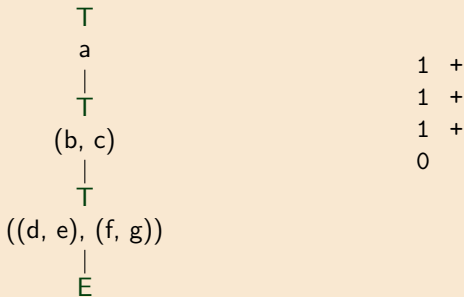 T
a
T
(b, c)
T
((d, e), (f, g))
E
1 +
1 +
1 +
0